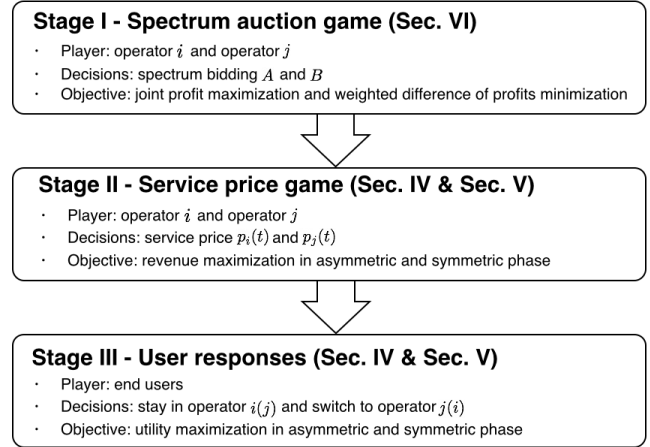 Stage I - Spectrum auction game (Sec. VI)
· Player: operator i and operator j
· Decisions: spectrum bidding A and B
· Objective: joint profit maximization and weighted difference of profits minimization
Stage II - Service price game (Sec. IV & Sec. V)
· Player: operator i and operator j
· Decisions: service price p_i(t) and p_j(t)
· Objective: revenue maximization in asymmetric and symmetric phase
Stage III - User responses (Sec. IV & Sec. V)
· Player: end users
· Decisions: stay in operator i(j) and switch to operator j(i)
· Objective: utility maximization in asymmetric and symmetric phase